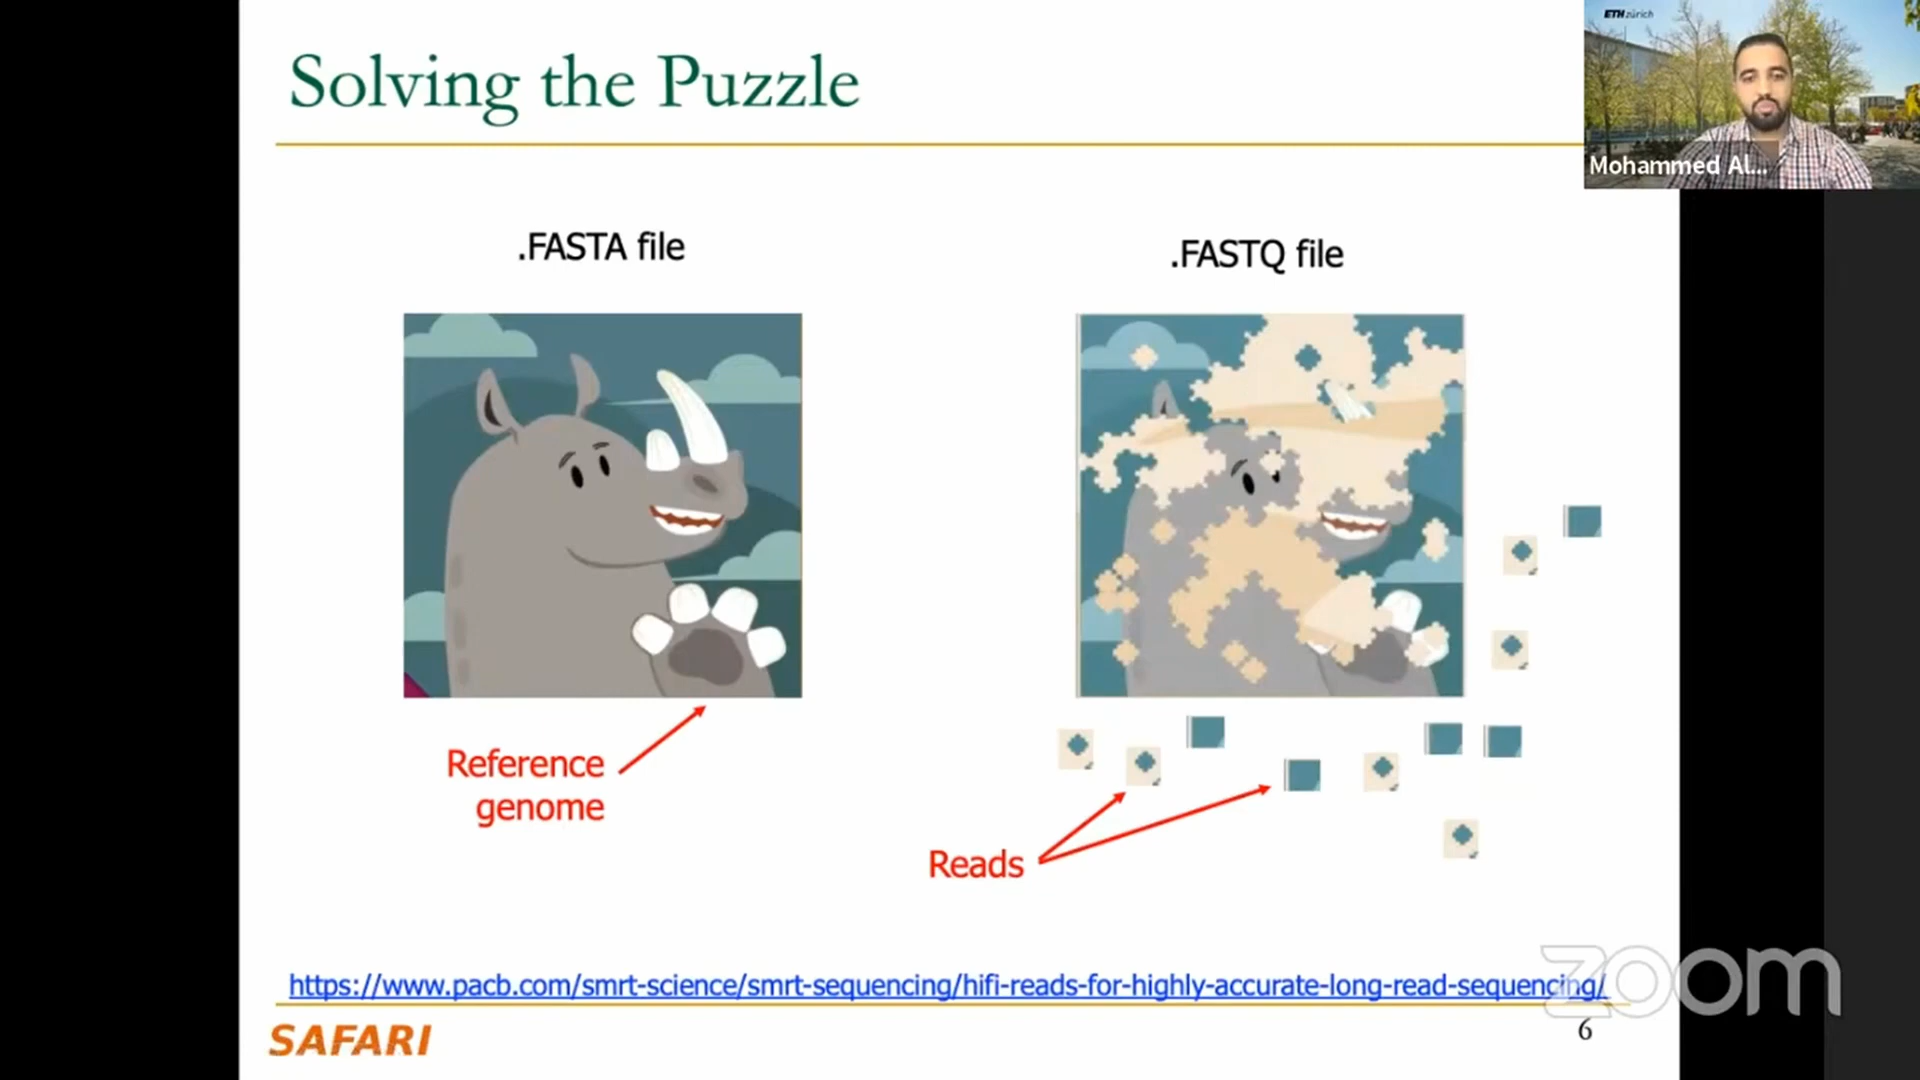 Solving the Puzzle
ETH zürich
Mohammed Al...
.FASTA file
.FASTQ file
Reference
genome
Reads
https://www.pacb.com/smrt-science/smrt-sequencing/hifi-reads-for-highly-accurate-long-read-sequencing/
zoom
SAFARI
6